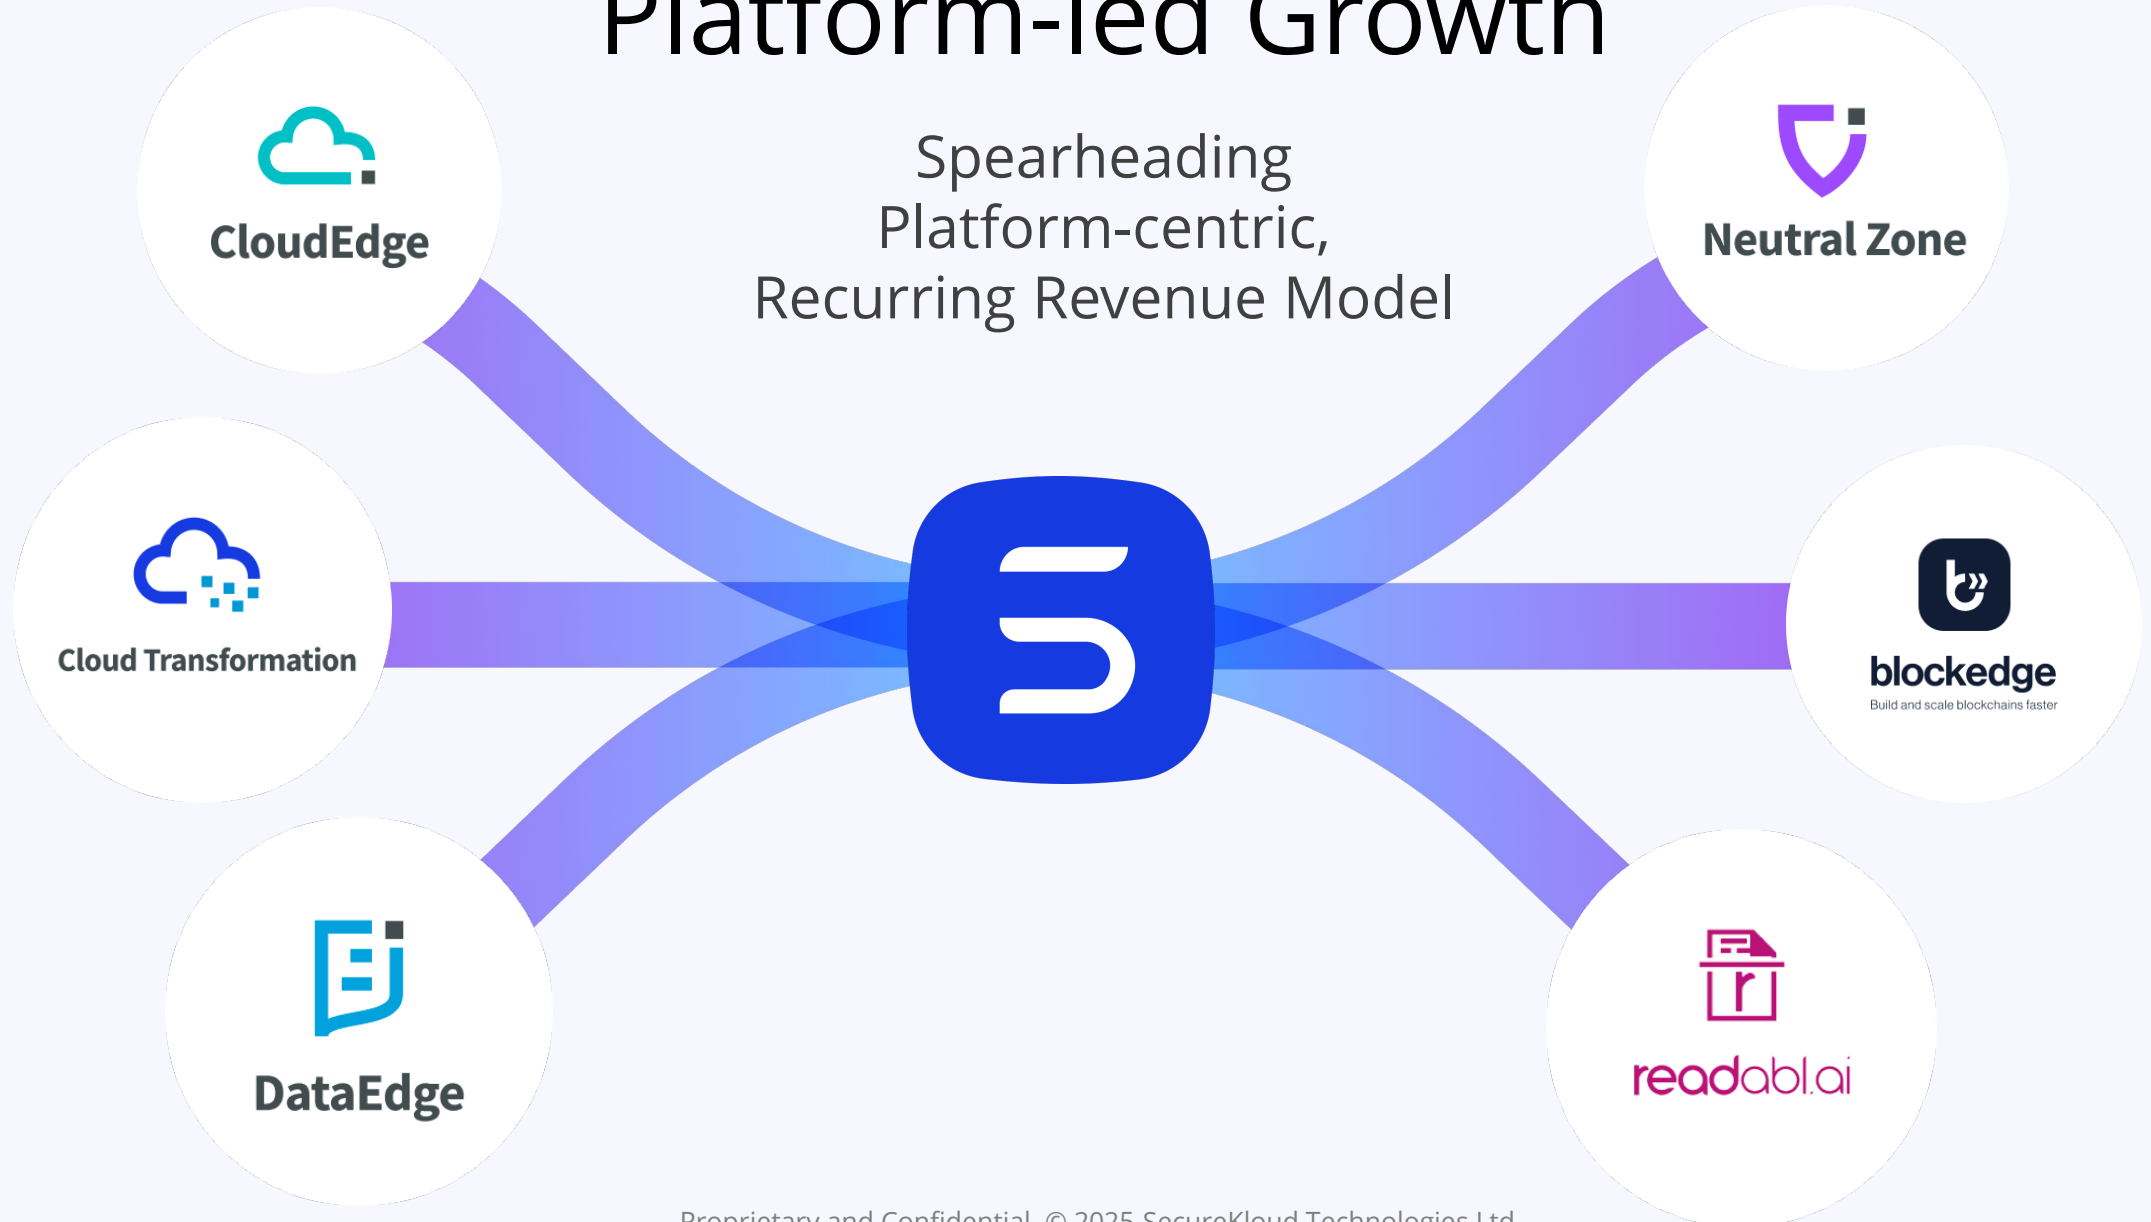 Platform-led Growth
Spearheading
Platform-centric,
Recurring Revenue Model
CloudEdge
Neutral Zone
Cloud Transformation
blockedge
Build and scale blockchains faster
DataEdge
readabl.ai
Proprietary and Confidential. © 2025 SecureKloud Technologies Ltd